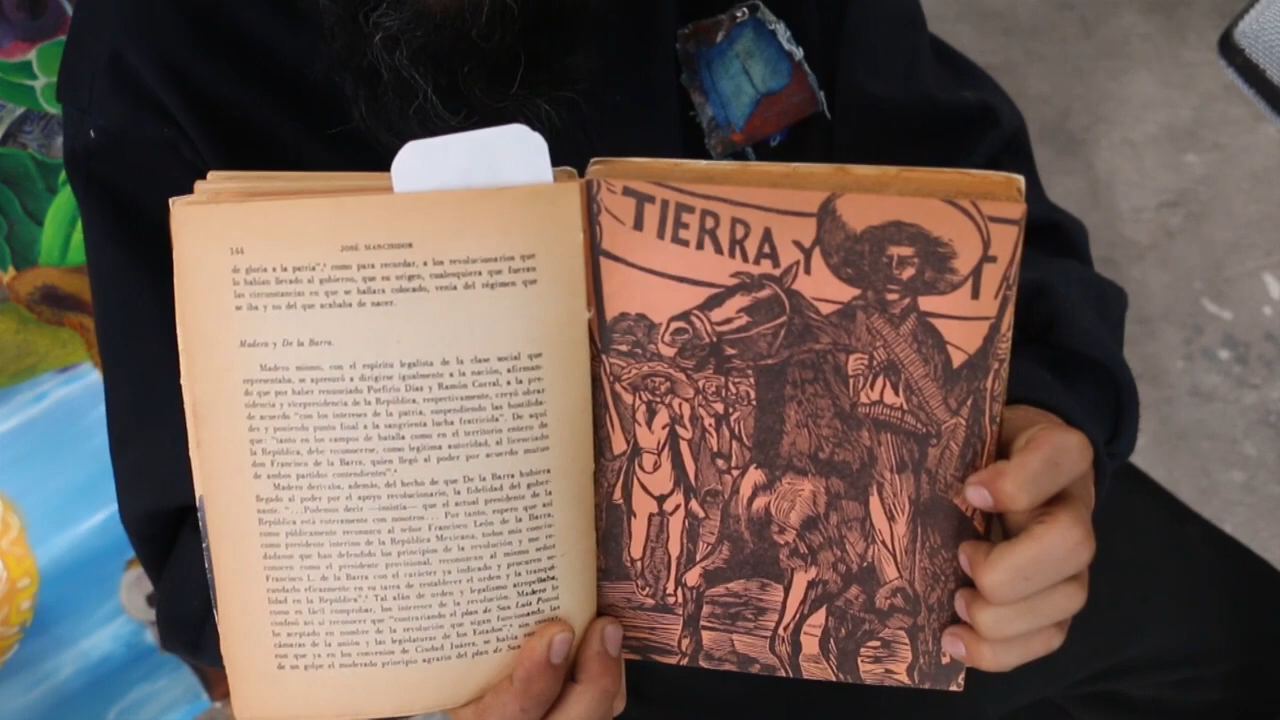 144
JOSÉ MANCISIDOR
de gloria a la patria",³ como para recordar, a los revolucionarios que
lo habían llevado al gobierno, que su origen, cualesquiera que fueran
las circunstancias en que se hallara colocado, venía del régimen que
se iba y no del que acababa de nacer.
Madero y De la Barra.
Madero mismo, con el espíritu legalista de la clase social que
representaba, se apresuró a dirigirse igualmente a la nación, afirman-
do que por haber renunciado Porfirio Díaz y Ramón Corral, a la pre-
sidencia y vicepresidencia de la República, respectivamente, creyó obrar
de acuerdo "con los intereses de la patria, suspendiendo las hostilida-
des y poniendo punto final a la sangrienta lucha fratricida". De aquí
que: "tanto en los campos de batalla como en el territorio entero de
la República, debe reconocerse, como legítima autoridad, al licenciado
don Francisco de la Barra, quien llegó al poder por acuerdo mutuo
de ambos partidos contendientes".⁴
Madero derivaba, además, del hecho de que De la Barra hubiera
llegado al poder por el apoyo revolucionario, la fidelidad del gober-
nante. "...Podemos decir —insistía— que el actual presidente de la
República está enteramente con nosotros... Por tanto, espero que así
como públicamente reconozco al señor Francisco León de la Barra,
como presidente interino de la República Mexicana, todos mis conciu-
dadanos que han defendido los principios de la revolución y me re-
conocen como el presidente provisional, reconozcan al mismo señor
Francisco L. de la Barra con el carácter ya indicado y procuren se-
cundarlo eficazmente en su tarea de restablecer el orden y la tranqui-
lidad en la República".⁵ Tal afán de orden y legalismo atropellaba,
como es fácil comprobar, los intereses de la revolución. Madero lo
confesó así al reconocer que "contrariando el plan de San Luis Potosí
he aceptado en nombre de la revolución que sigan funcionando las
cámaras de la unión y las legislaturas de los Estados",⁶ sin contar,
con que ya en los convenios de Ciudad Juárez, se había
de un golpe el moderado principio agrario del plan de San
TIERRA Y